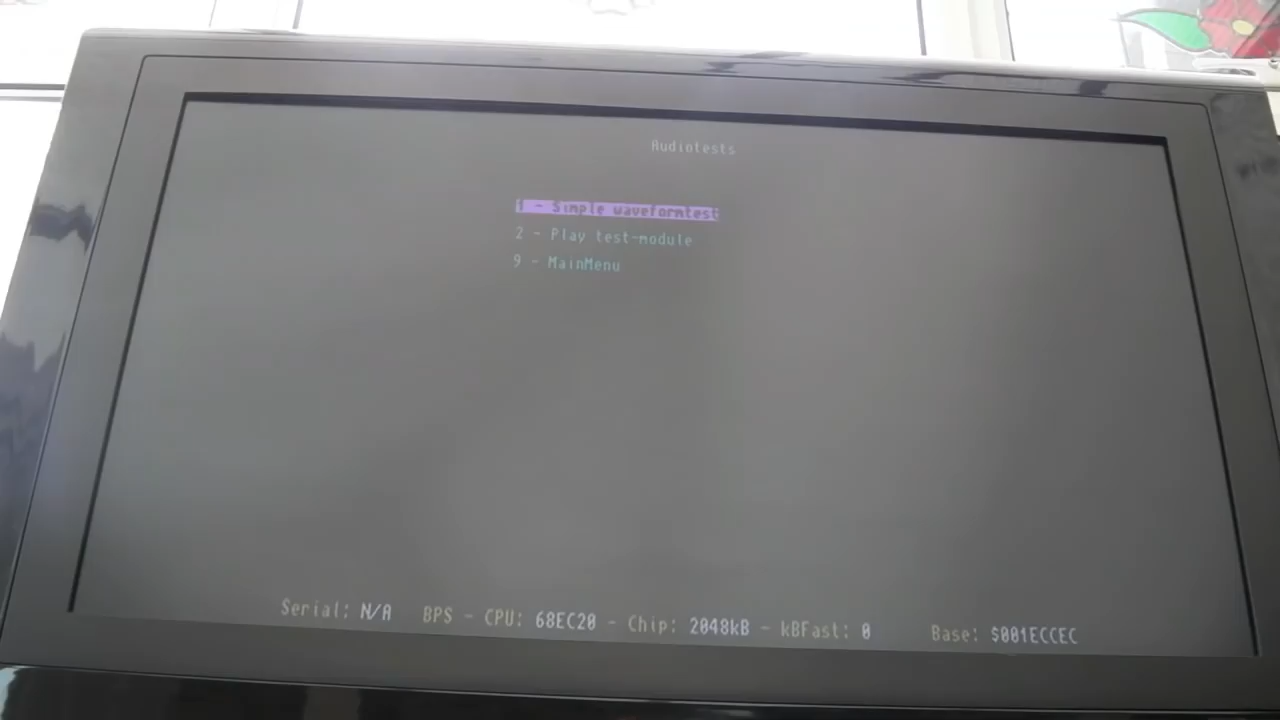 Audiotests
1 - Simple waveformtest
2 - Play test-module
9 - MainMenu
Serial: N/A BPS - CPU: 68EC20 - Chip: 2048kB - kBFast: 0 Base: $001ECCEC